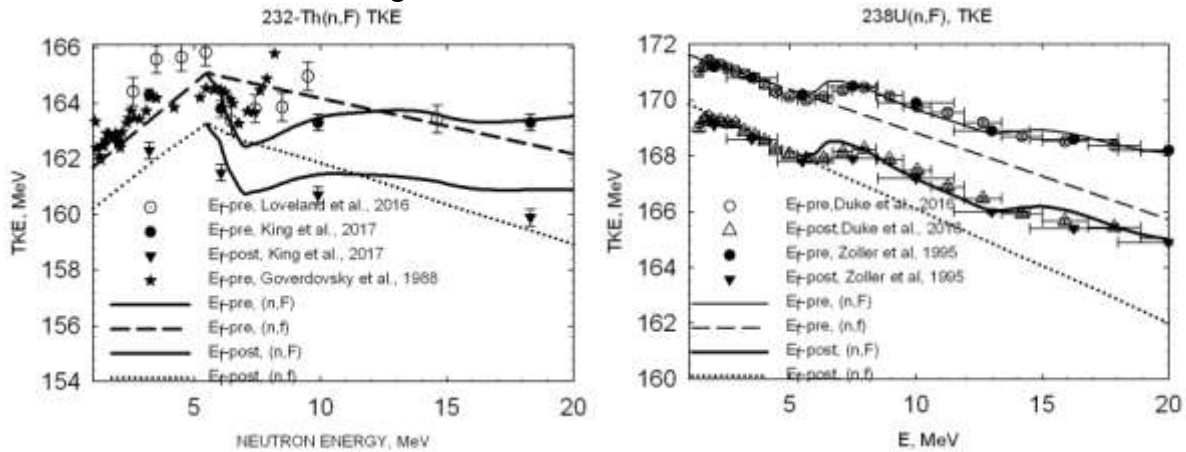 232-Th(n,F) TKE
166
164
162
160
158
156
154
TKE, MeV
Ef-pre, Loveland et al., 2016
Ef-pre, King et al., 2017
Ef-post, King et al., 2017
Ef-pre, Goverdovsky et al., 1988
Ef-pre, (n,F)
Ef-pre, (n,f)
Ef-post, (n,F)
Ef-post, (n,f)
5
10
15
20
NEUTRON ENERGY, MeV
238U(n,F), TKE
172
170
168
166
164
162
160
TKE, MeV
Ef-pre,Duke et al., 2016
Ef-post,Duke et al., 2016
Ef-pre, Zoller et al., 1995
Ef-post, Zoller et al, 1995
Ef-pre, (n,F)
Ef-pre, (n,f)
Ef-post, (n,F)
Ef-post, (n,f)
5
10
15
20
E, MeV